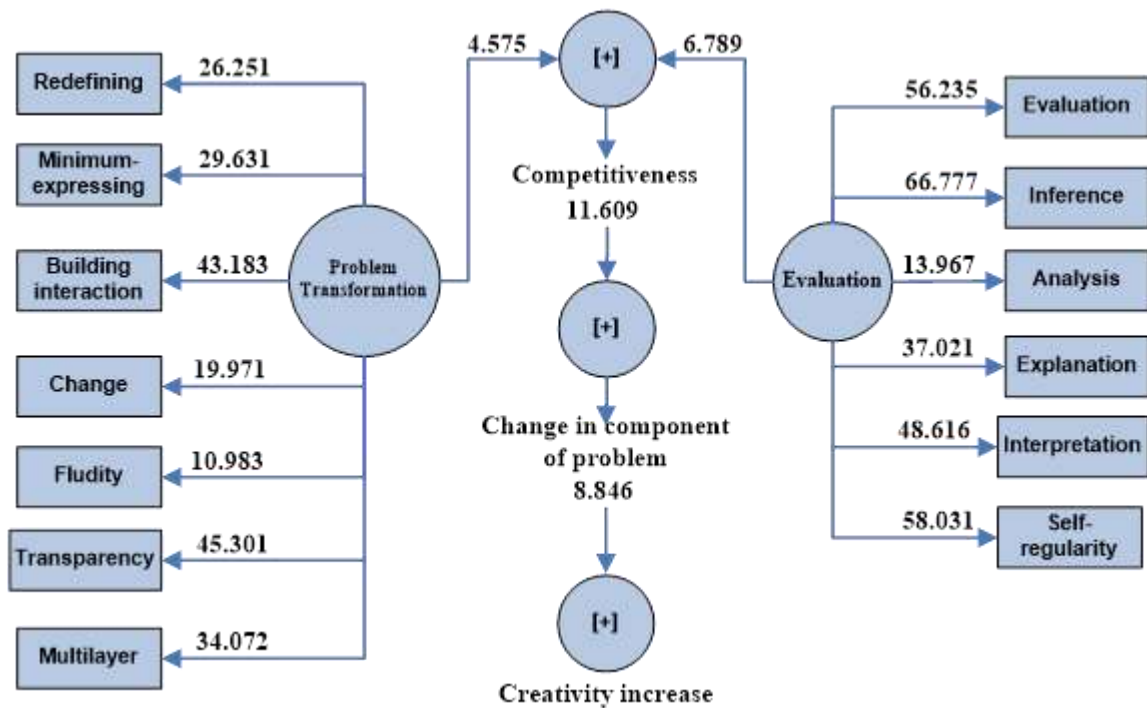 4.575
[+]
6.789
Redefining
26.251
56.235
Evaluation
Minimum-
expressing
29.631
Competitiveness
11.609
66.777
Inference
Building
interaction
43.183
Problem
Transformation
[+]
Evaluation
13.967
Analysis
Change
19.971
37.021
Explanation
Change in component
of problem
8.846
Fludity
10.983
48.616
Interpretation
Transparency
45.301
58.031
Self-
regularity
Multilayer
34.072
[+]
Creativity increase